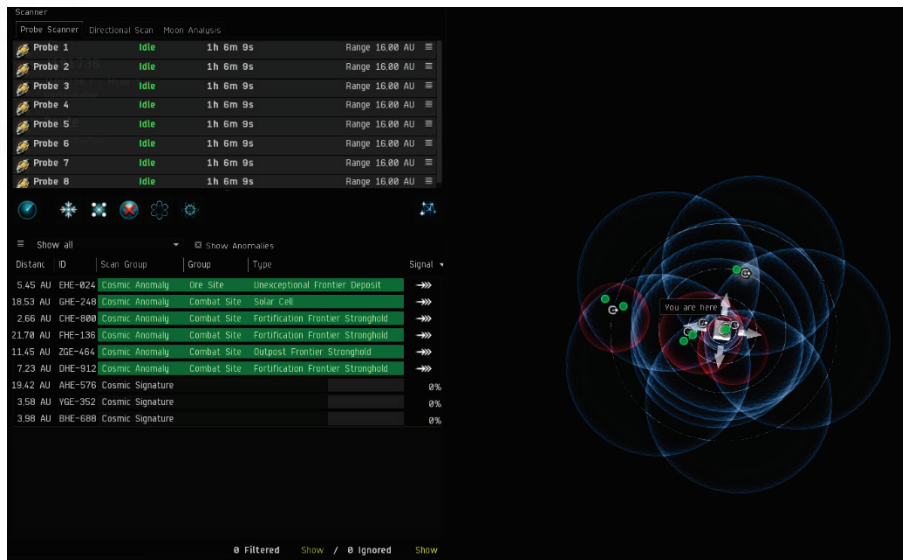 Scanner
Probe Scanner Directional Scan Moon Analysis
Probe 1 Idle 1h 6m 9s Range 16,00 AU
Probe 2 Idle 1h 6m 9s Range 16,00 AU
Probe 3 Idle 1h 6m 9s Range 16,00 AU
Probe 4 Idle 1h 6m 9s Range 16,00 AU
Probe 5 Idle 1h 6m 9s Range 16,00 AU
Probe 6 Idle 1h 6m 9s Range 16,00 AU
Probe 7 Idle 1h 6m 9s Range 16,00 AU
Probe 8 Idle 1h 6m 9s Range 16,00 AU
Show all Show Anomalies
Distanc ID Scan Group Group Type Signal
5,45 AU EHE-024 Cosmic Anomaly Ore Site Unexceptional Frontier Deposit
18,53 AU GHE-248 Cosmic Anomaly Combat Site Solar Cell
2,66 AU CHE-800 Cosmic Anomaly Combat Site Fortification Frontier Stronghold
21,70 AU FHE-136 Cosmic Anomaly Combat Site Fortification Frontier Stronghold
11,45 AU ZGE-464 Cosmic Anomaly Combat Site Outpost Frontier Stronghold
7,23 AU DHE-912 Cosmic Anomaly Combat Site Fortification Frontier Stronghold
19,42 AU AHE-576 Cosmic Signature 0%
3,58 AU YGE-352 Cosmic Signature 0%
3,98 AU BHE-688 Cosmic Signature 0%
0 Filtered Show / 0 Ignored Show
You are here